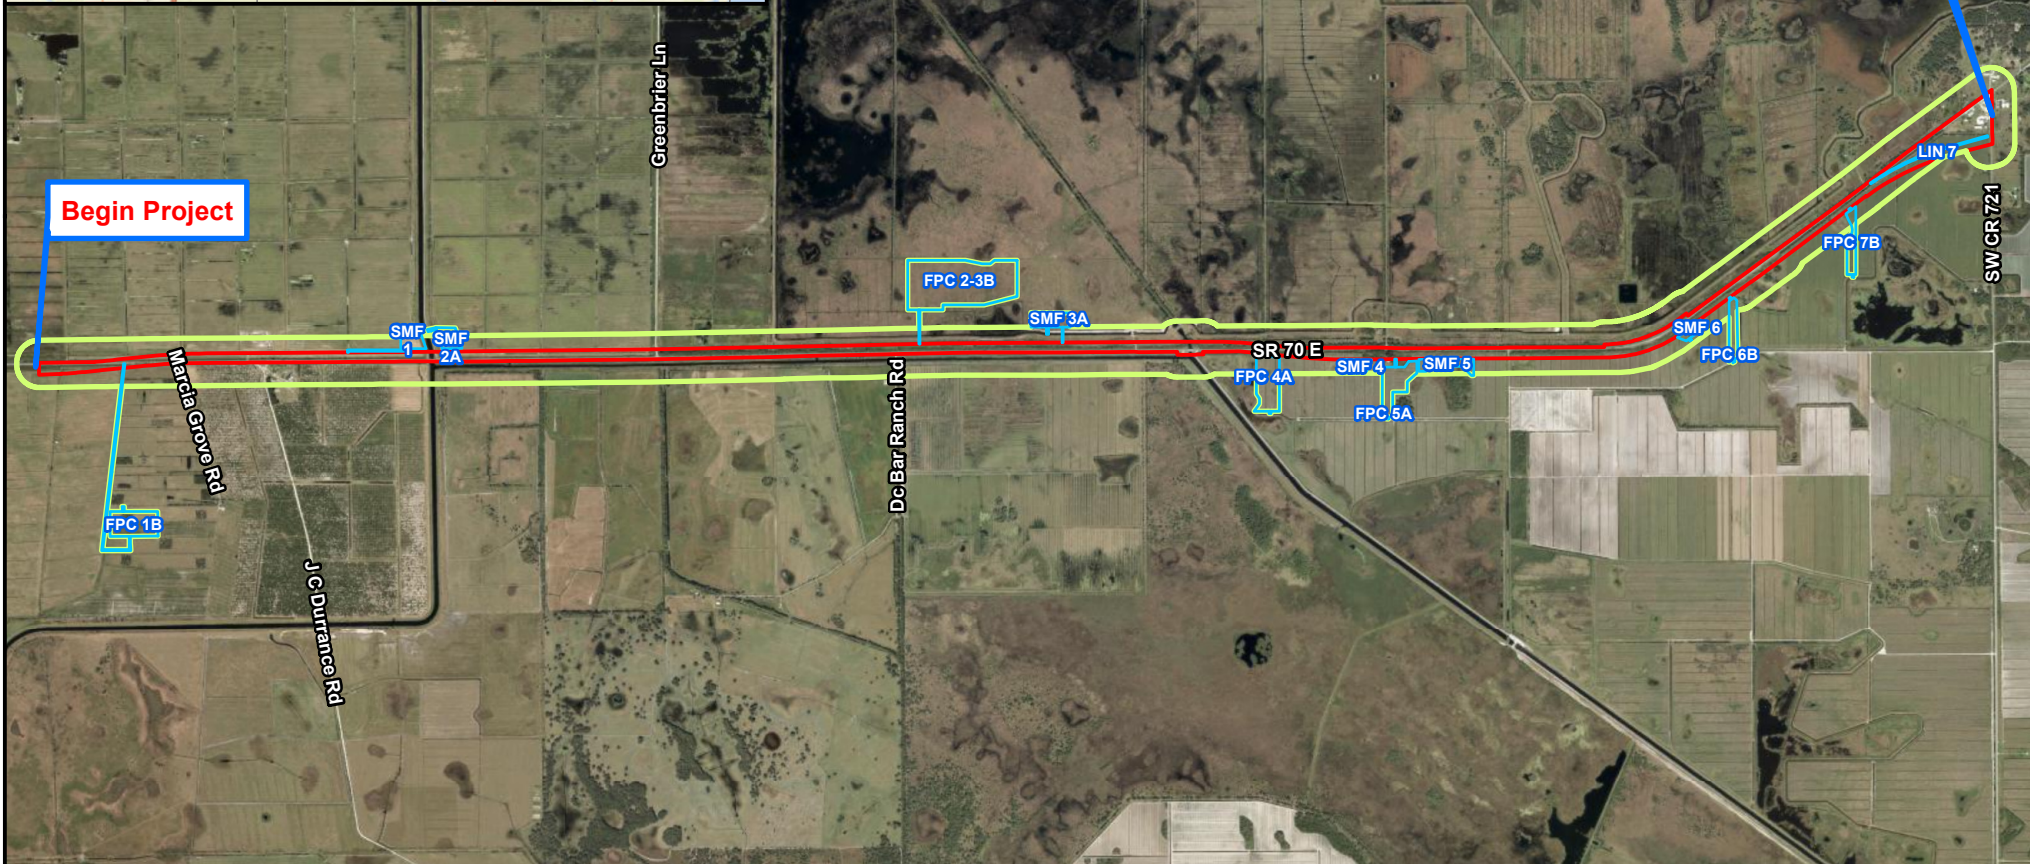 Begin Project
Greenbrier Ln
LIN 7
SW CR 721
FPC 7B
FPC 2-3B
SMF 3A
SMF
1
SMF
2A
SR 70 E
SMF 6
FPC 6B
Marcia Grove Rd
Dc Bar Ranch Rd
FPC 4A
SMF 4
SMF 5
FPC 5A
FPC 1B
J C Durrance Rd